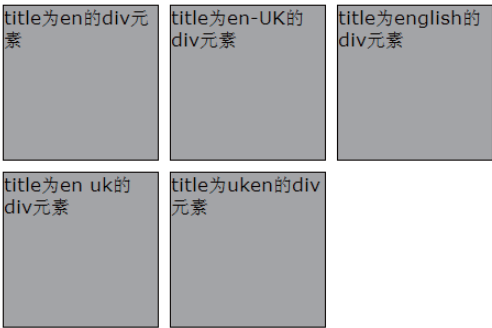 title为en的div元
素
title为en-UK的
div元素
title为english的
div元素
title为en uk的
div元素
title为uken的div
元素